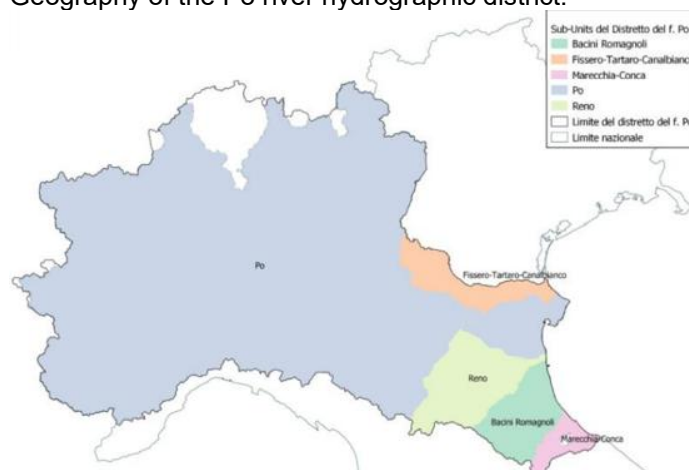 Geography of the Po river hydrographic district.
Sub-Units del Distretto del f. Po
Bacini Romagnoli
Fissero-Tartaro-Canalbianco
Marecchia-Conca
Po
Reno
Limite del distretto del f. Po
Limite nazionale
Po
Fissero-Tartaro-Canalbianco
Reno
Bacini Romagnoli
Marecchia-Conca